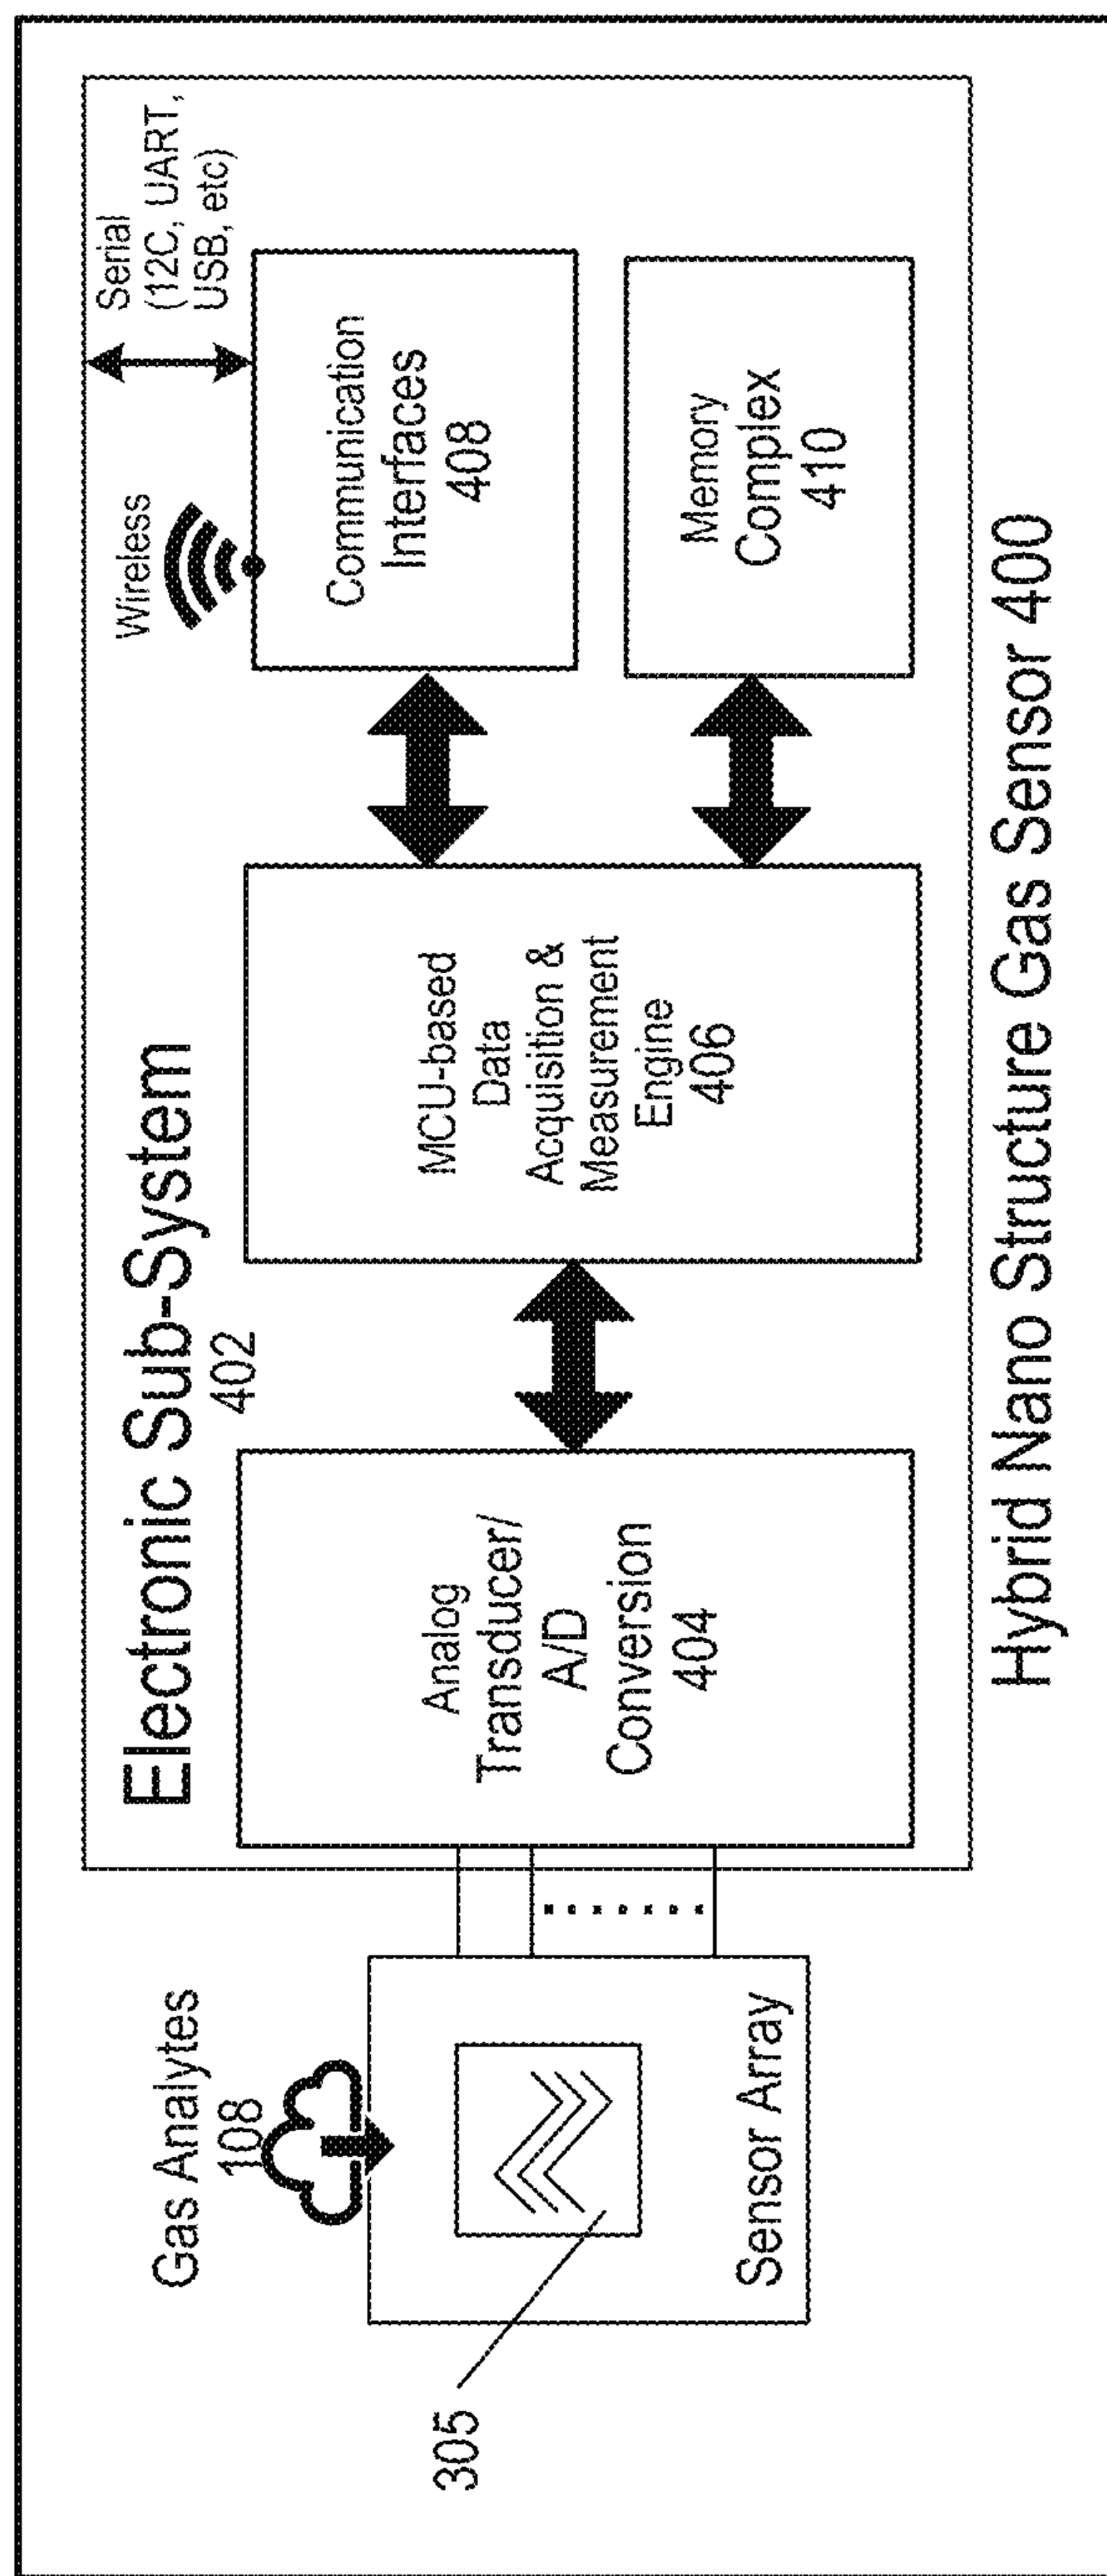 Gas Analytes
108
305
Sensor Array
Electronic Sub-System
402
Analog
Transducer/
A/D
Conversion
404
MCU-based
Data
Acquisition &
Measurement
Engine
406
Wireless
Serial
(12C, UART,
USB, etc)
Communication
Interfaces
408
Memory
Complex
410
Hybrid Nano Structure Gas Sensor 400